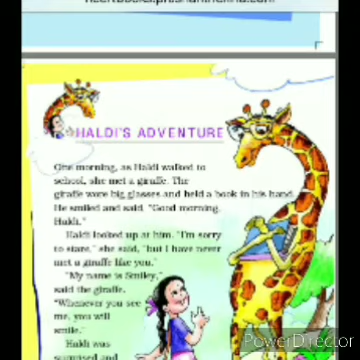 HALDI'S ADVENTURE
One morning, as Haldi walked to
school, she met a giraffe. The
giraffe wore big glasses and held a book in his hand.
He smiled and said, "Good morning,
Haldi."
Haldi looked up at him. "I'm sorry
to stare," she said, "but I have never
met a giraffe like you."
"My name is Smiley,"
said the giraffe.
"Whenever you see
me, you will
smile."
Haldi was
surprised and
PowerDirector